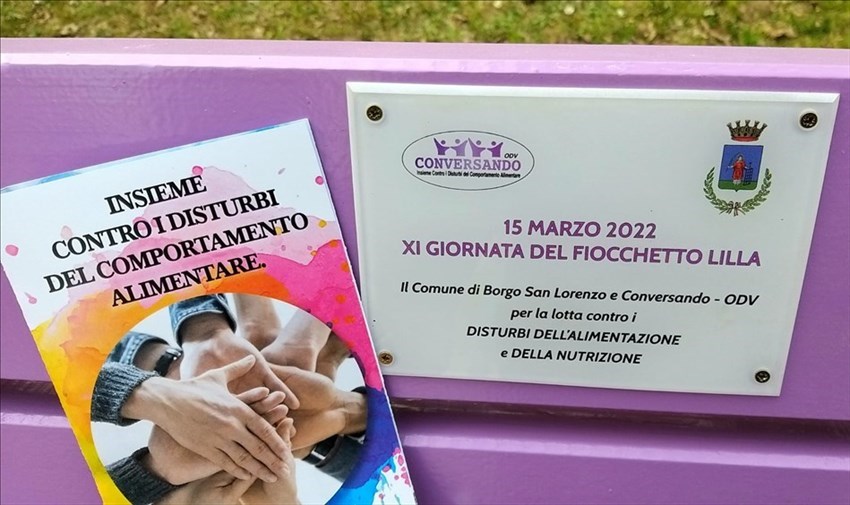 INSIEME
CONTRO I DISTURBI
DEL COMPORTAMENTO
ALIMENTARE.
CONVERSANDO ODV
Insieme Contro i Disturbi del Comportamento Alimentare
15 MARZO 2022
XI GIORNATA DEL FIOCCHETTO LILLA
Il Comune di Borgo San Lorenzo e Conversando - ODV
per la lotta contro i
DISTURBI DELL'ALIMENTAZIONE
e DELLA NUTRIZIONE